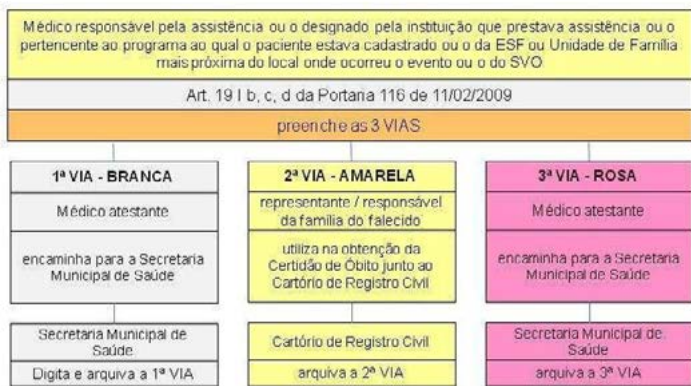 Médico responsável pela assistência ou o designado pela instituição que prestava assistência ou o
pertencente ao programa ao qual o paciente estava cadastrado ou o da ESF ou Unidade de Família
mais próxima do local onde ocorreu o evento ou o do SVO
Art. 19 I b, c, d da Portaria 116 de 11/02/2009
preenche as 3 VIAS
1ª VIA - BRANCA
Médico atestante
encaminha para a Secretaria
Municipal de Saúde
Secretaria Municipal de
Saúde
Digita e arquiva a 1ª VIA
2ª VIA - AMARELA
representante / responsável
da família do falecido
utiliza na obtenção da
Certidão de Óbito junto ao
Cartório de Registro Civil
Cartório de Registro Civil
arquiva a 2ª VIA
3ª VIA - ROSA
Médico atestante
encaminha para a Secretaria
Municipal de Saúde
Secretaria Municipal de
Saúde
arquiva a 3ª VIA